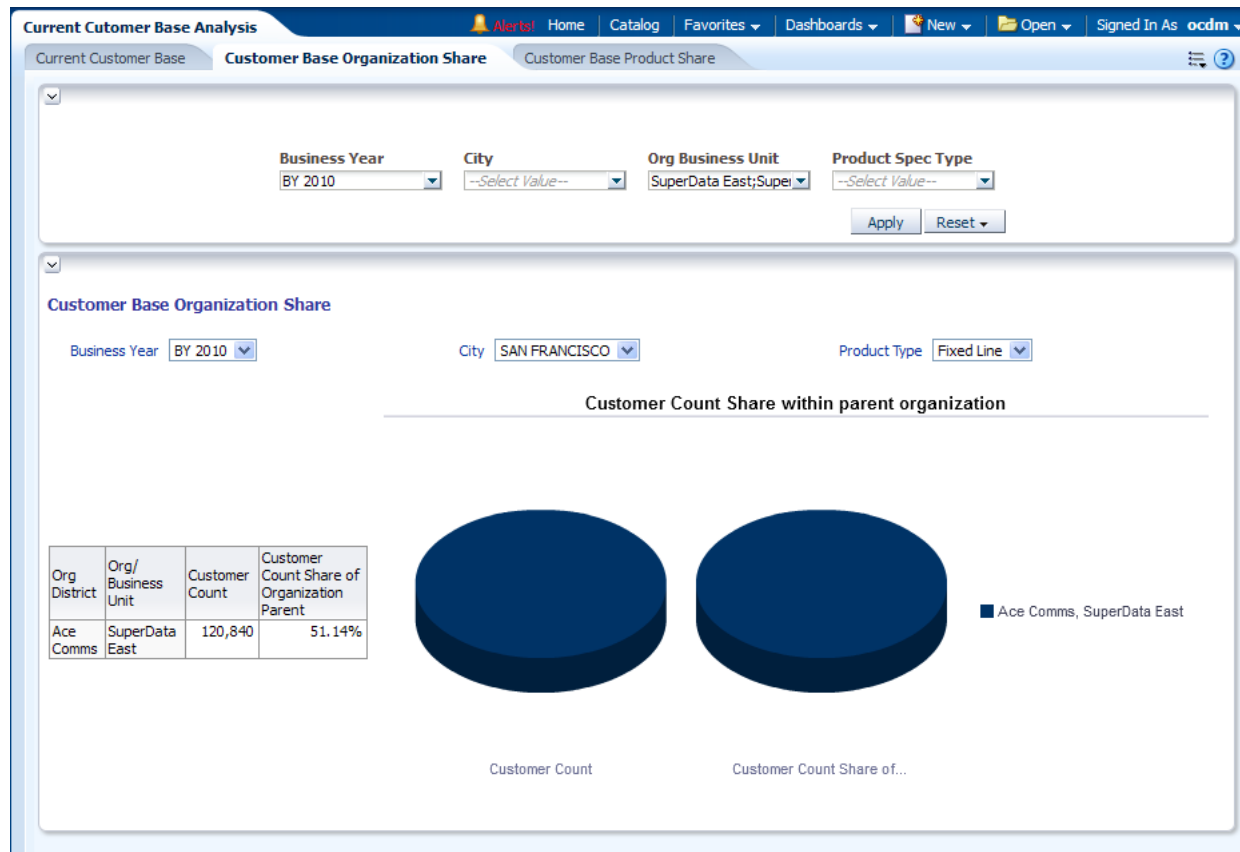 Current Cutomer Base Analysis
Alerts! Home Catalog Favorites Dashboards New Open Signed In As ocdm
Current Customer Base Customer Base Organization Share Customer Base Product Share
Business Year City Org Business Unit Product Spec Type
BY 2010 --Select Value-- SuperData East;Super --Select Value--
Apply Reset
Customer Base Organization Share
Business Year BY 2010 City SAN FRANCISCO Product Type Fixed Line
Customer Count Share within parent organization
Org District
Org/ Business Unit
Customer Count
Customer Count Share of Organization Parent
Ace Comms
SuperData East
120,840
51.14%
Ace Comms, SuperData East
Customer Count
Customer Count Share of...